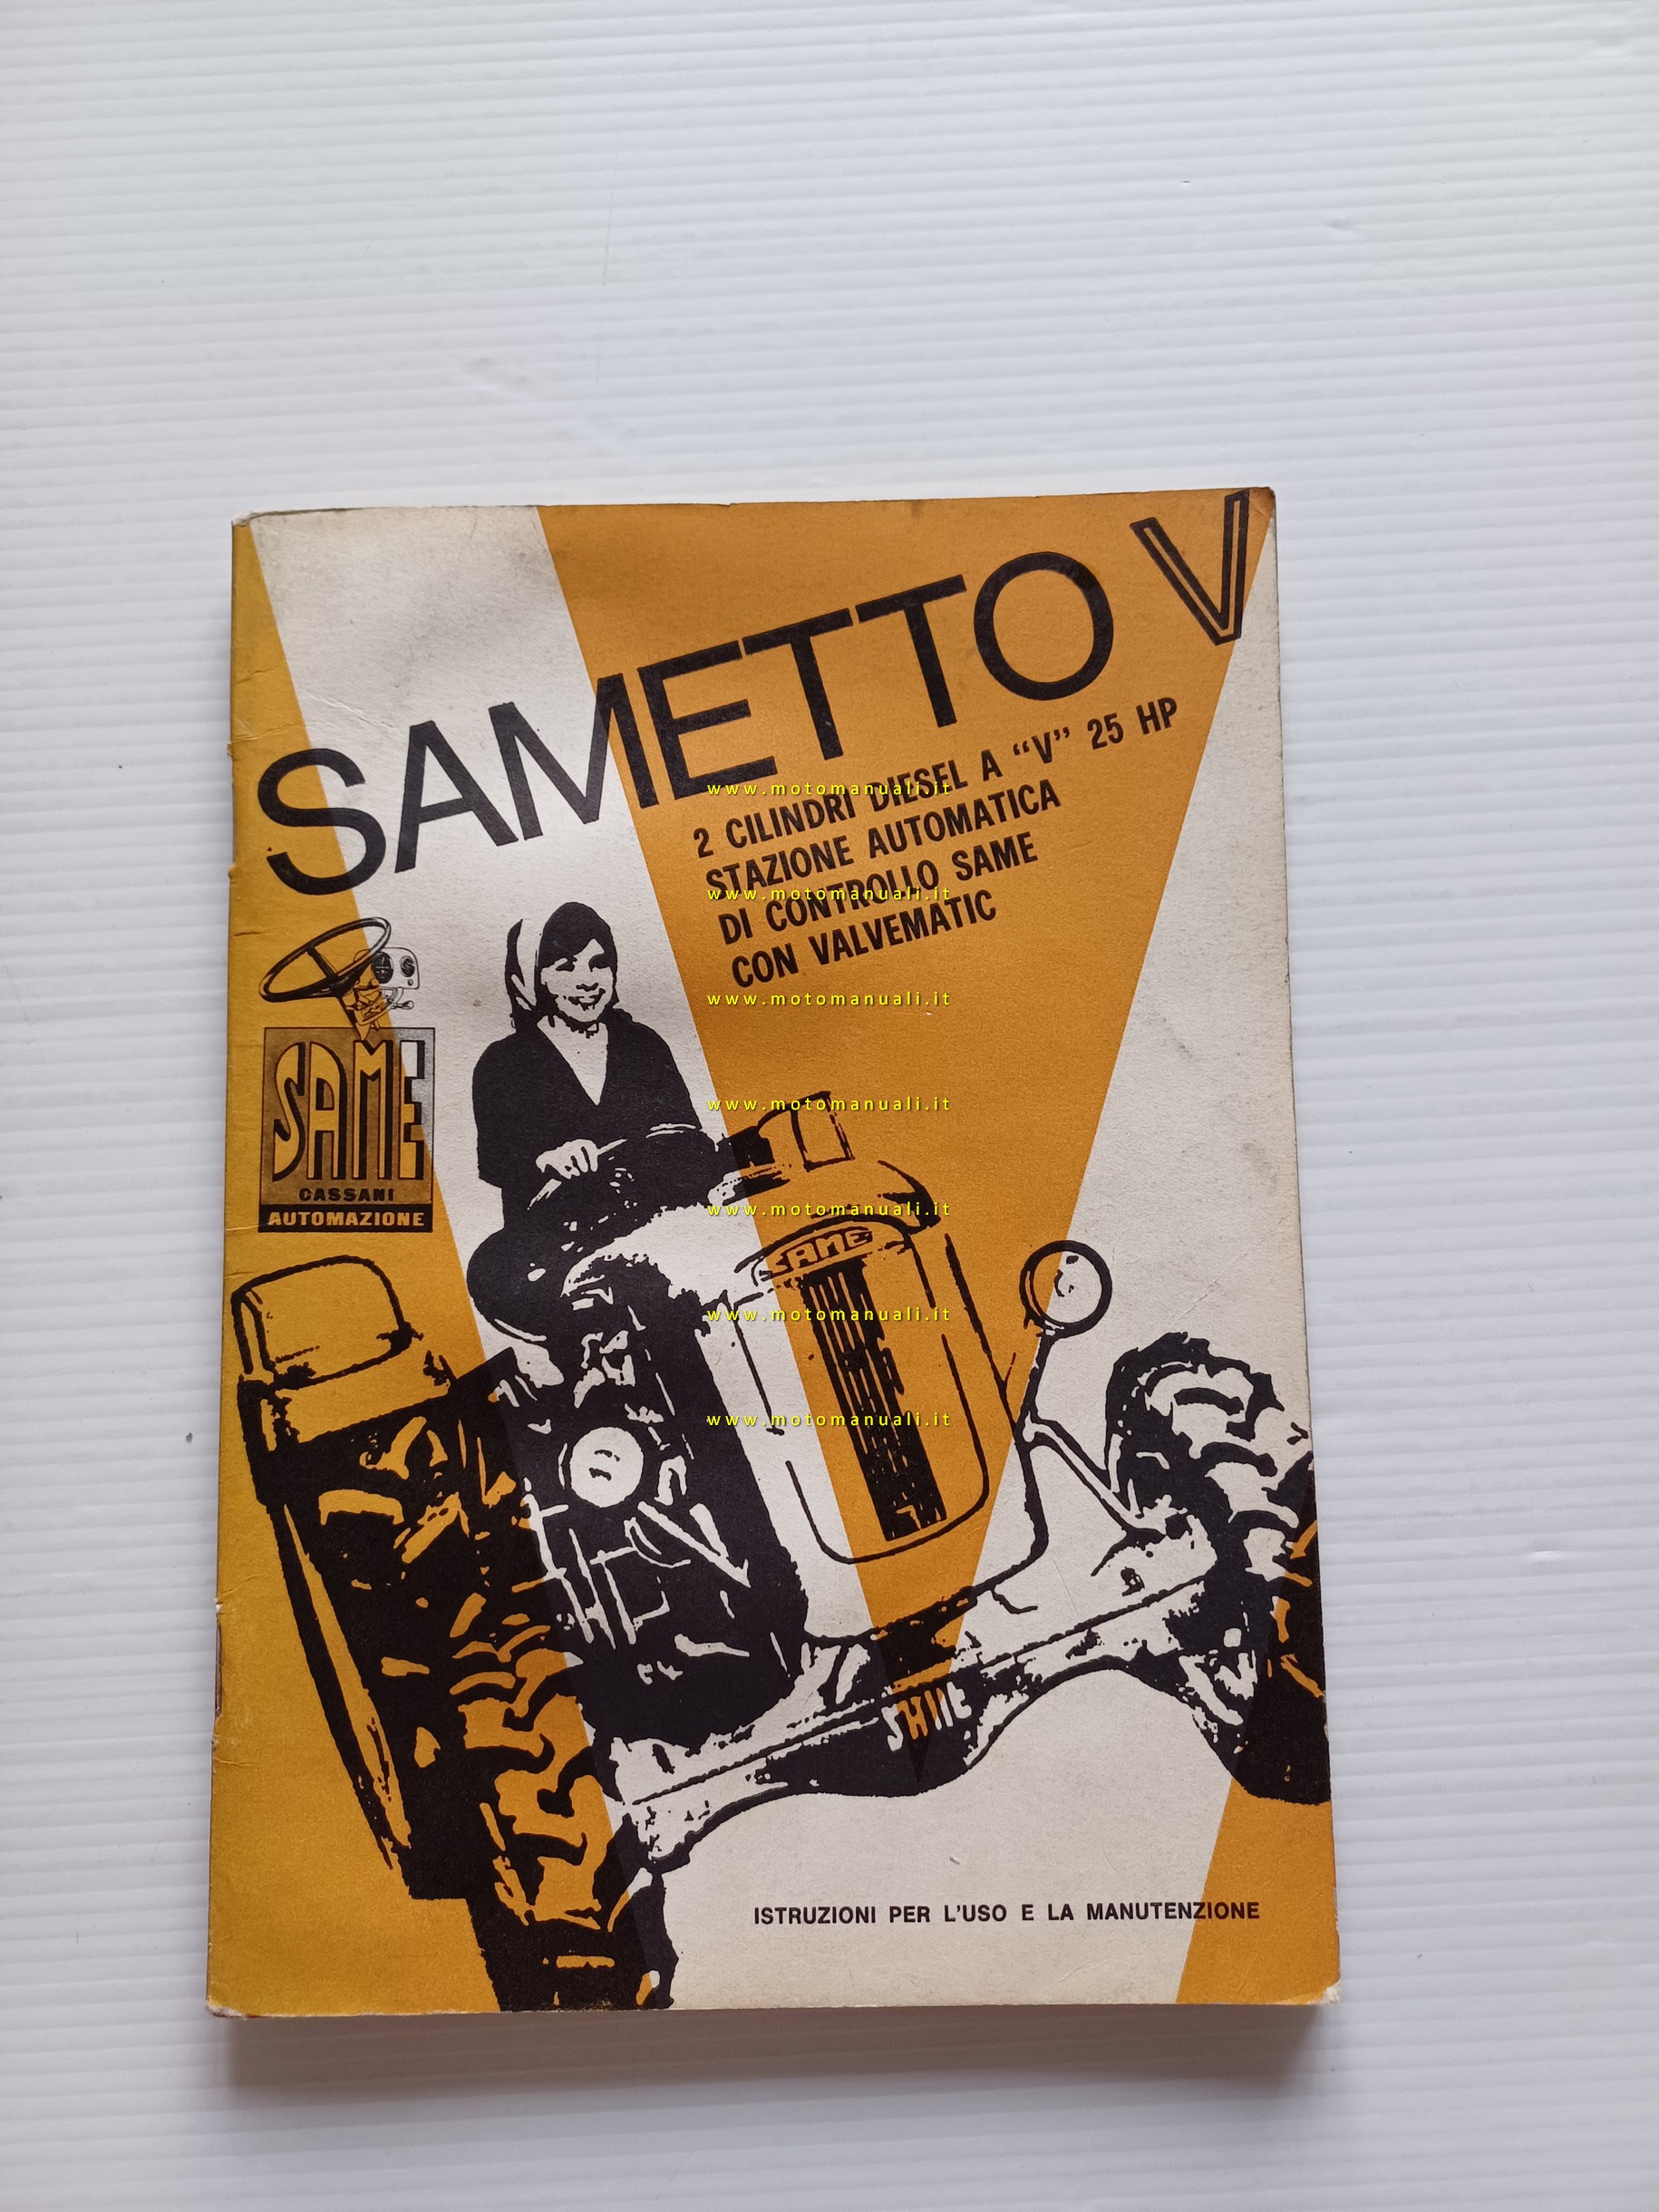 SAMETTO V
2 CILINDRI DIESEL A “V” 25 HP
STAZIONE AUTOMATICA
DI CONTROLLO SAME
CON VALVEMATIC
SAME
CASSANI
AUTOMAZIONE
SAME
SAME
ISTRUZIONI PER L'USO E LA MANUTENZIONE
www.motomanuali.it
www.motomanuali.it
www.motomanuali.it
www.motomanuali.it
www.motomanuali.it
www.motomanuali.it
www.motomanuali.it